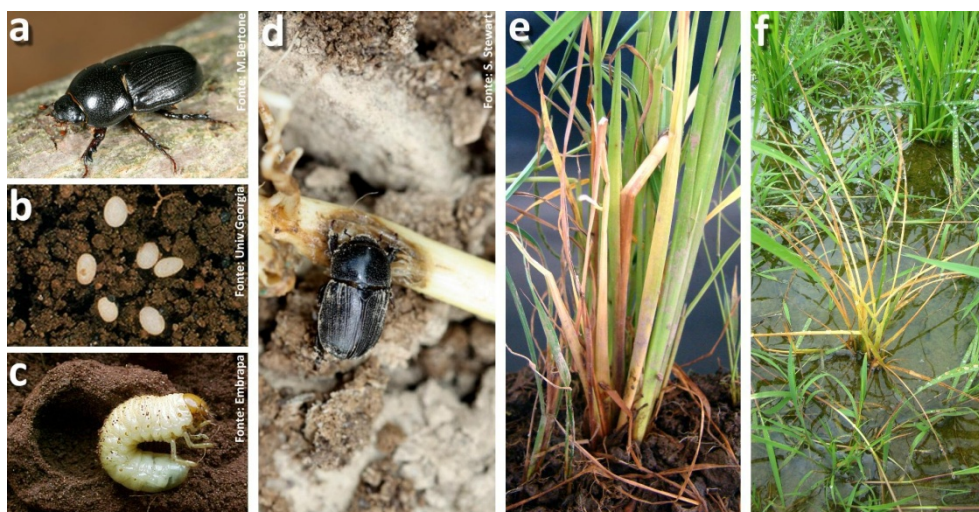 a
Fonte: M.Bertone
b
Fonte: Univ.Georgia
c
Fonte: Embrapa
d
Fonte: S. Stewart
e
f